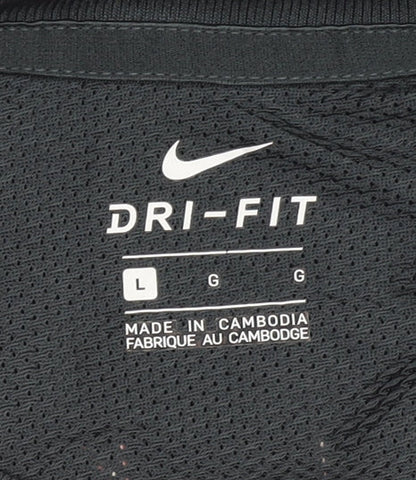 DRI-FIT
L G G
MADE IN CAMBODIA
FABRIQUE AU CAMBODGE